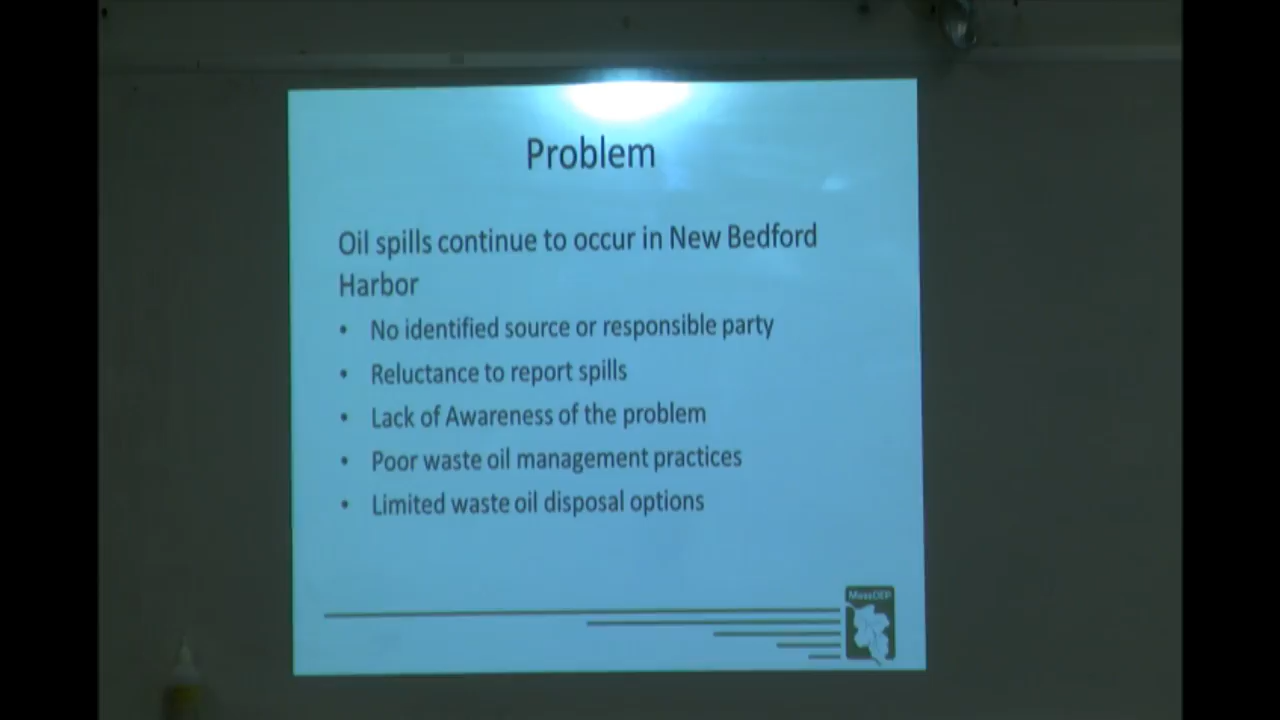 Problem
Oil spills continue to occur in New Bedford
Harbor
• No identified source or responsible party
• Reluctance to report spills
• Lack of Awareness of the problem
• Poor waste oil management practices
• Limited waste oil disposal options
MassDEP